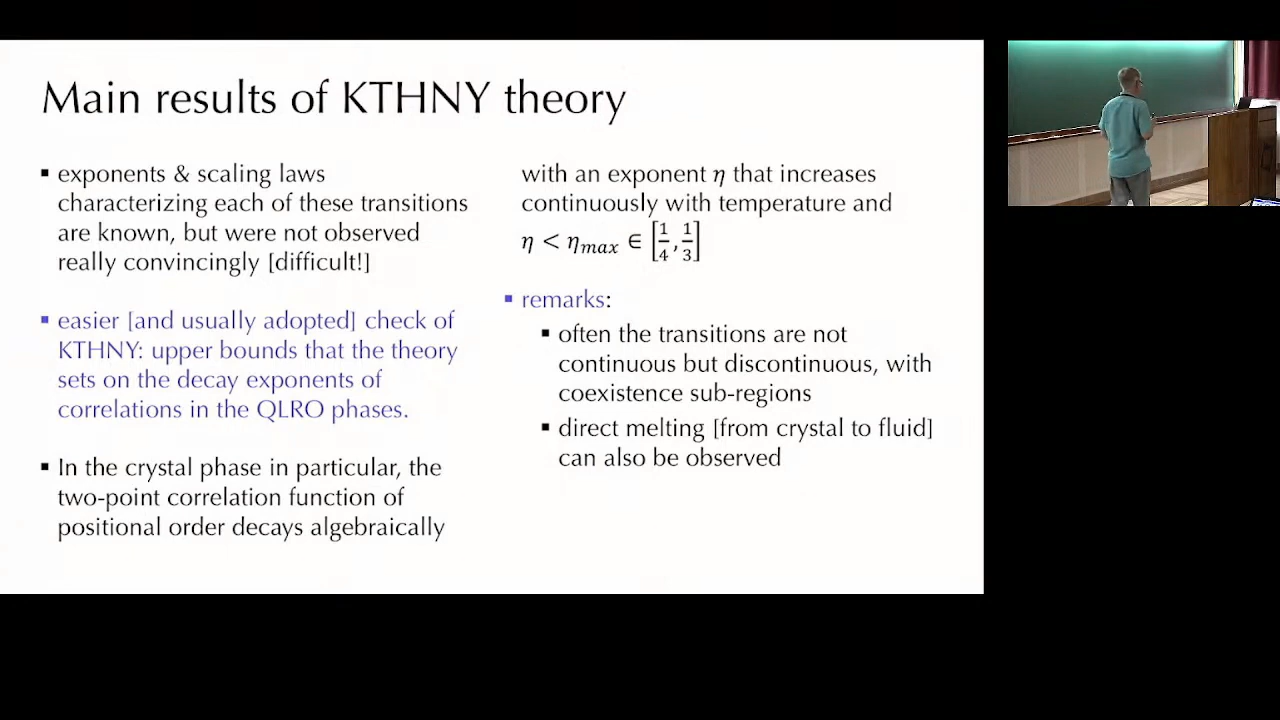 Main results of KTHNY theory
▪ exponents & scaling laws
characterizing each of these transitions
are known, but were not observed
really convincingly [difficult!]
▪ easier [and usually adopted] check of
KTHNY: upper bounds that the theory
sets on the decay exponents of
correlations in the QLRO phases.
▪ In the crystal phase in particular, the
two-point correlation function of
positional order decays algebraically
with an exponent η that increases
continuously with temperature and
η < η_max ∈ [1/4, 1/3]
▪ remarks:
▪ often the transitions are not
continuous but discontinuous, with
coexistence sub-regions
▪ direct melting [from crystal to fluid]
can also be observed